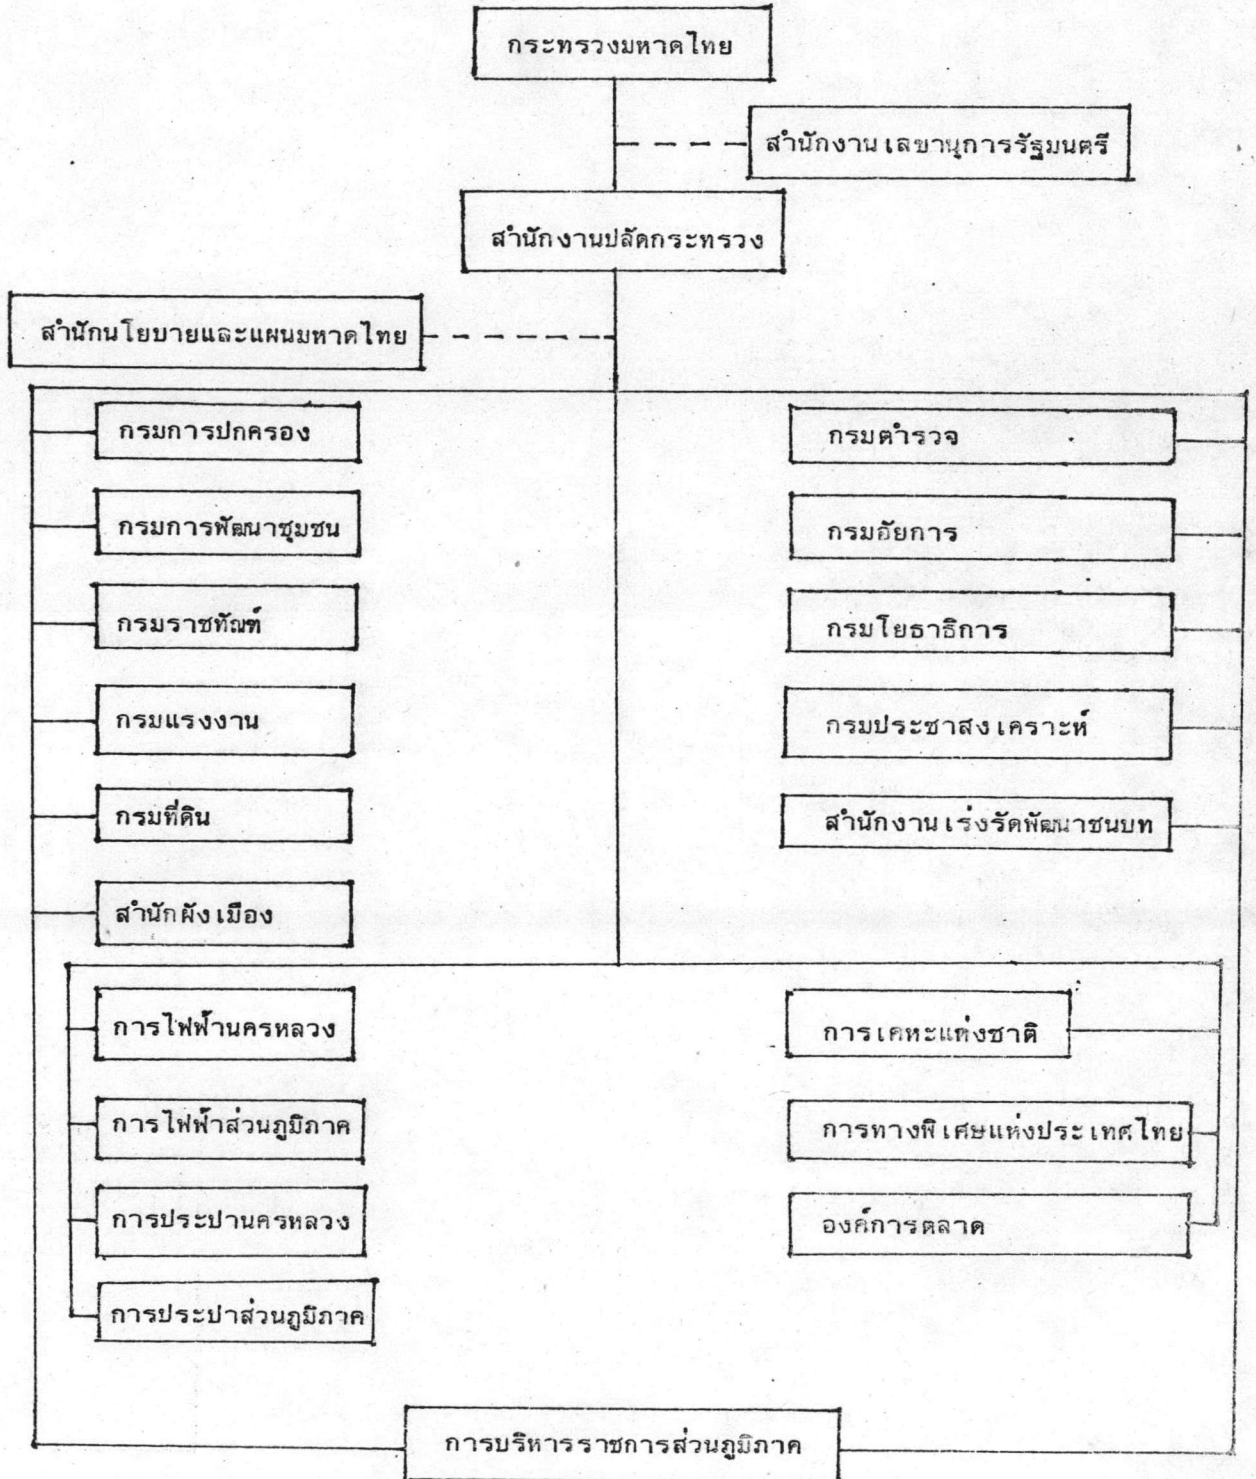 กระทรวงมหาดไทย
สำนักงานเลขานุการรัฐมนตรี
สำนักงานปลัดกระทรวง
สำนักนโยบายและแผนมหาดไทย
กรมการปกครอง
กรมตำรวจ
กรมการพัฒนาชุมชน
กรมอัยการ
กรมราชทัณฑ์
กรมโยธาธิการ
กรมแรงงาน
กรมประชาสงเคราะห์
กรมที่ดิน
สำนักงานเร่งรัดพัฒนาชนบท
สำนักผังเมือง
การไฟฟ้านครหลวง
การเคหะแห่งชาติ
การไฟฟ้าส่วนภูมิภาค
การทางพิเศษแห่งประเทศไทย
การประปานครหลวง
องค์การตลาด
การประปาส่วนภูมิภาค
การบริหารราชการส่วนภูมิภาค